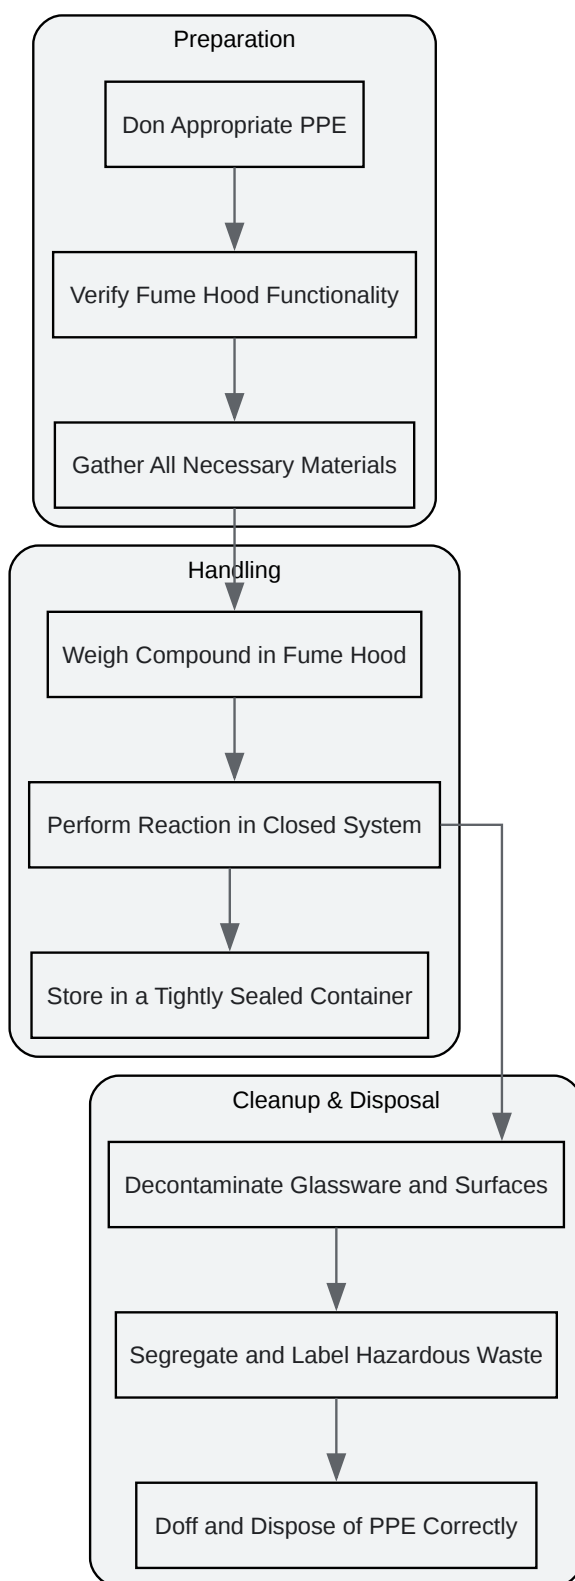 Preparation
Don Appropriate PPE
Verify Fume Hood Functionality
Gather All Necessary Materials
Handling
Weigh Compound in Fume Hood
Perform Reaction in Closed System
Store in a Tightly Sealed Container
Cleanup & Disposal
Decontaminate Glassware and Surfaces
Segregate and Label Hazardous Waste
Doff and Dispose of PPE Correctly